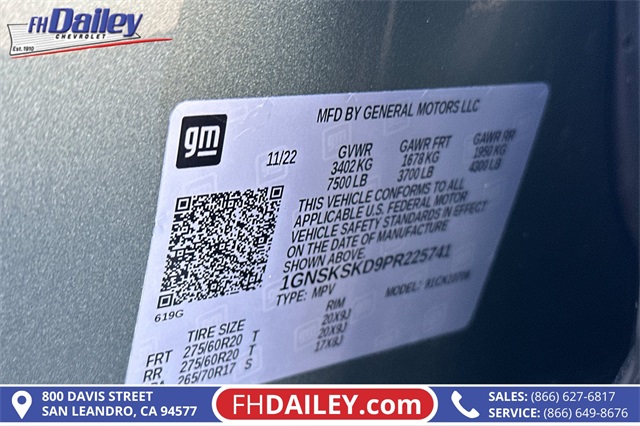 FH Dailey
CHEVROLET
Est. 1910
MFD BY GENERAL MOTORS LLC
gm
11/22 GVWR GAWR FRT GAWR RR
3402 KG 1678 KG 1950 KG
7500 LB 3700 LB 4300 LB
THIS VEHICLE CONFORMS TO ALL
APPLICABLE U.S. FEDERAL MOTOR
VEHICLE SAFETY STANDARDS IN EFFECT
ON THE DATE OF MANUFACTURE
SHOWN ABOVE.
1GNSKSKD9PR225741
TYPE: MPV MODEL:
619G
TIRE SIZE RIM
FRT 275/60R20 T 20X9J
RR 275/60R20 T 20X9J
265/70R17 S 17X8J
800 DAVIS STREET
SAN LEANDRO, CA 94577
FHDAILEY.com
SALES: (866) 627-6817
SERVICE: (866) 649-8676